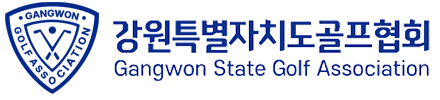 GANGWON
GOLF ASSOCIATION
강원특별자치도골프협회
Gangwon State Golf Association